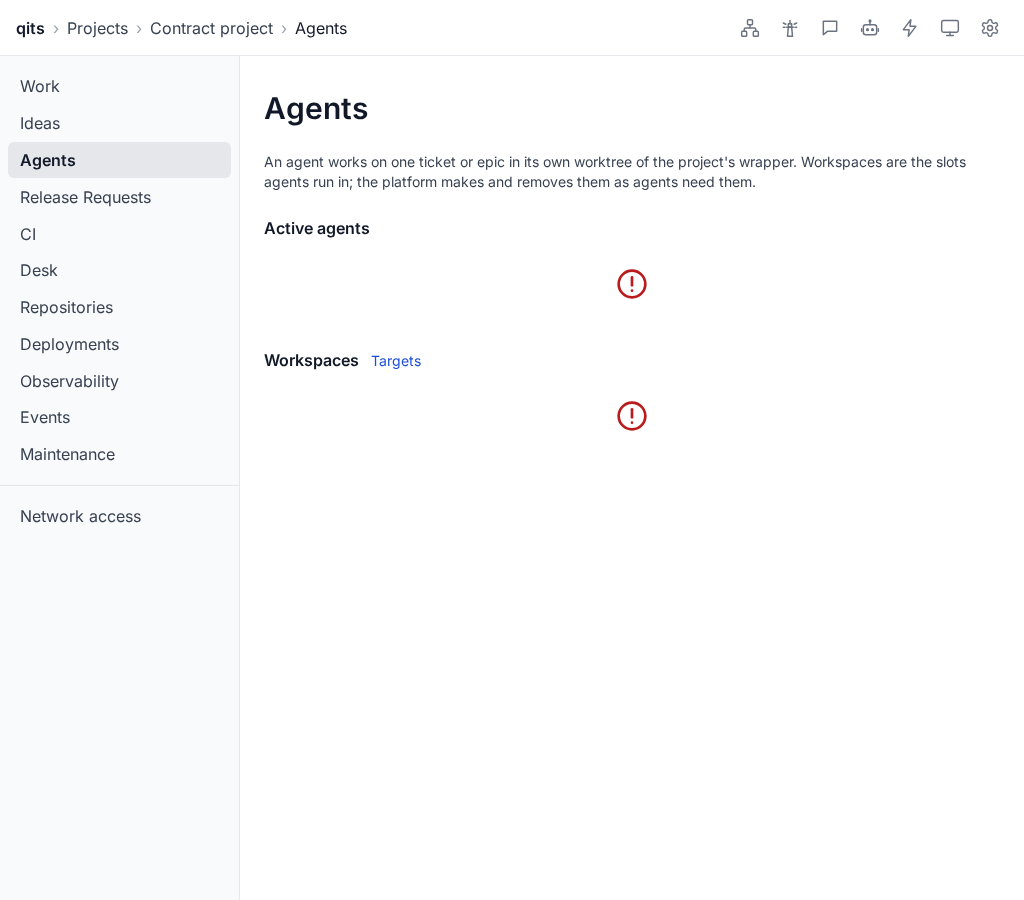 qits › Projects › Contract project › Agents
Work
Ideas
Agents
Release Requests
CI
Desk
Repositories
Deployments
Observability
Events
Maintenance
Network access
Agents
An agent works on one ticket or epic in its own worktree of the project's wrapper. Workspaces are the slots
agents run in; the platform makes and removes them as agents need them.
Active agents
Workspaces Targets